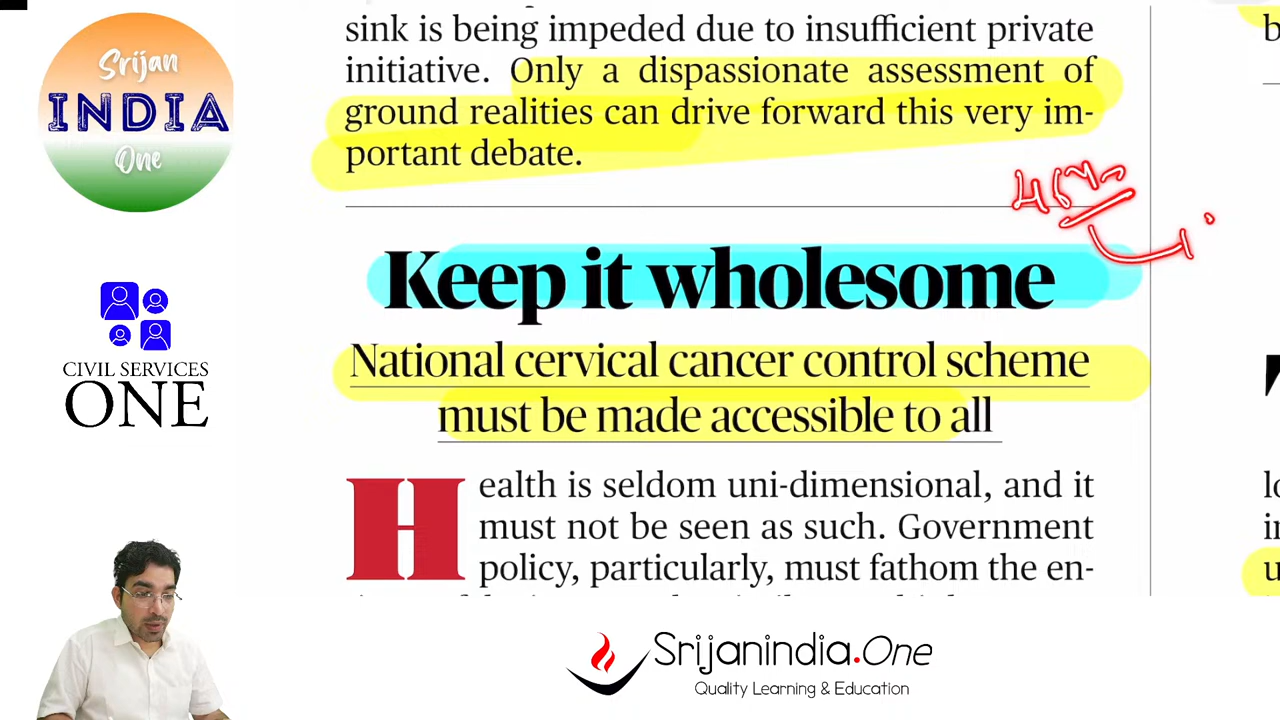 Srijan
INDIA
One
CIVIL SERVICES
ONE
sink is being impeded due to insufficient private
initiative. Only a dispassionate assessment of
ground realities can drive forward this very im-
portant debate.
Keep it wholesome
National cervical cancer control scheme
must be made accessible to all
Health is seldom uni-dimensional, and it
must not be seen as such. Government
policy, particularly, must fathom the en-
Srijanindia.One
Quality Learning & Education